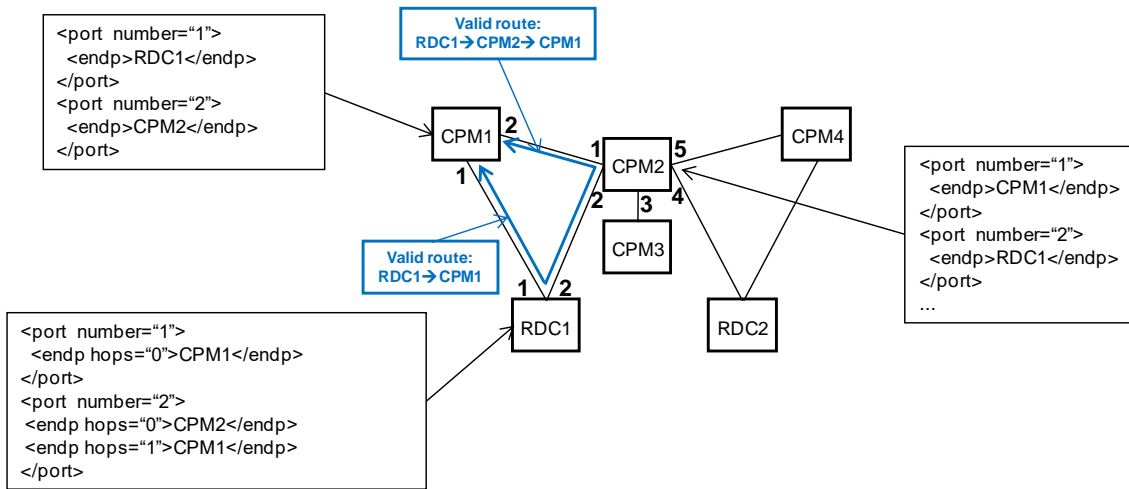 <port number=“1”>
<endp>RDC1</endp>
</port>
<port number=“2”>
<endp>CPM2</endp>
</port>
Valid route:
RDC1→CPM2→CPM1
CPM1
2
1
1
CPM2
5
2
3
4
CPM4
CPM3
<port number=“1”>
<endp>CPM1</endp>
</port>
<port number=“2”>
<endp>RDC1</endp>
</port>
...
Valid route:
RDC1→CPM1
1
2
RDC1
RDC2
<port number=“1”>
<endp hops=“0”>CPM1</endp>
</port>
<port number=“2”>
<endp hops=“0”>CPM2</endp>
<endp hops=“1”>CPM1</endp>
</port>